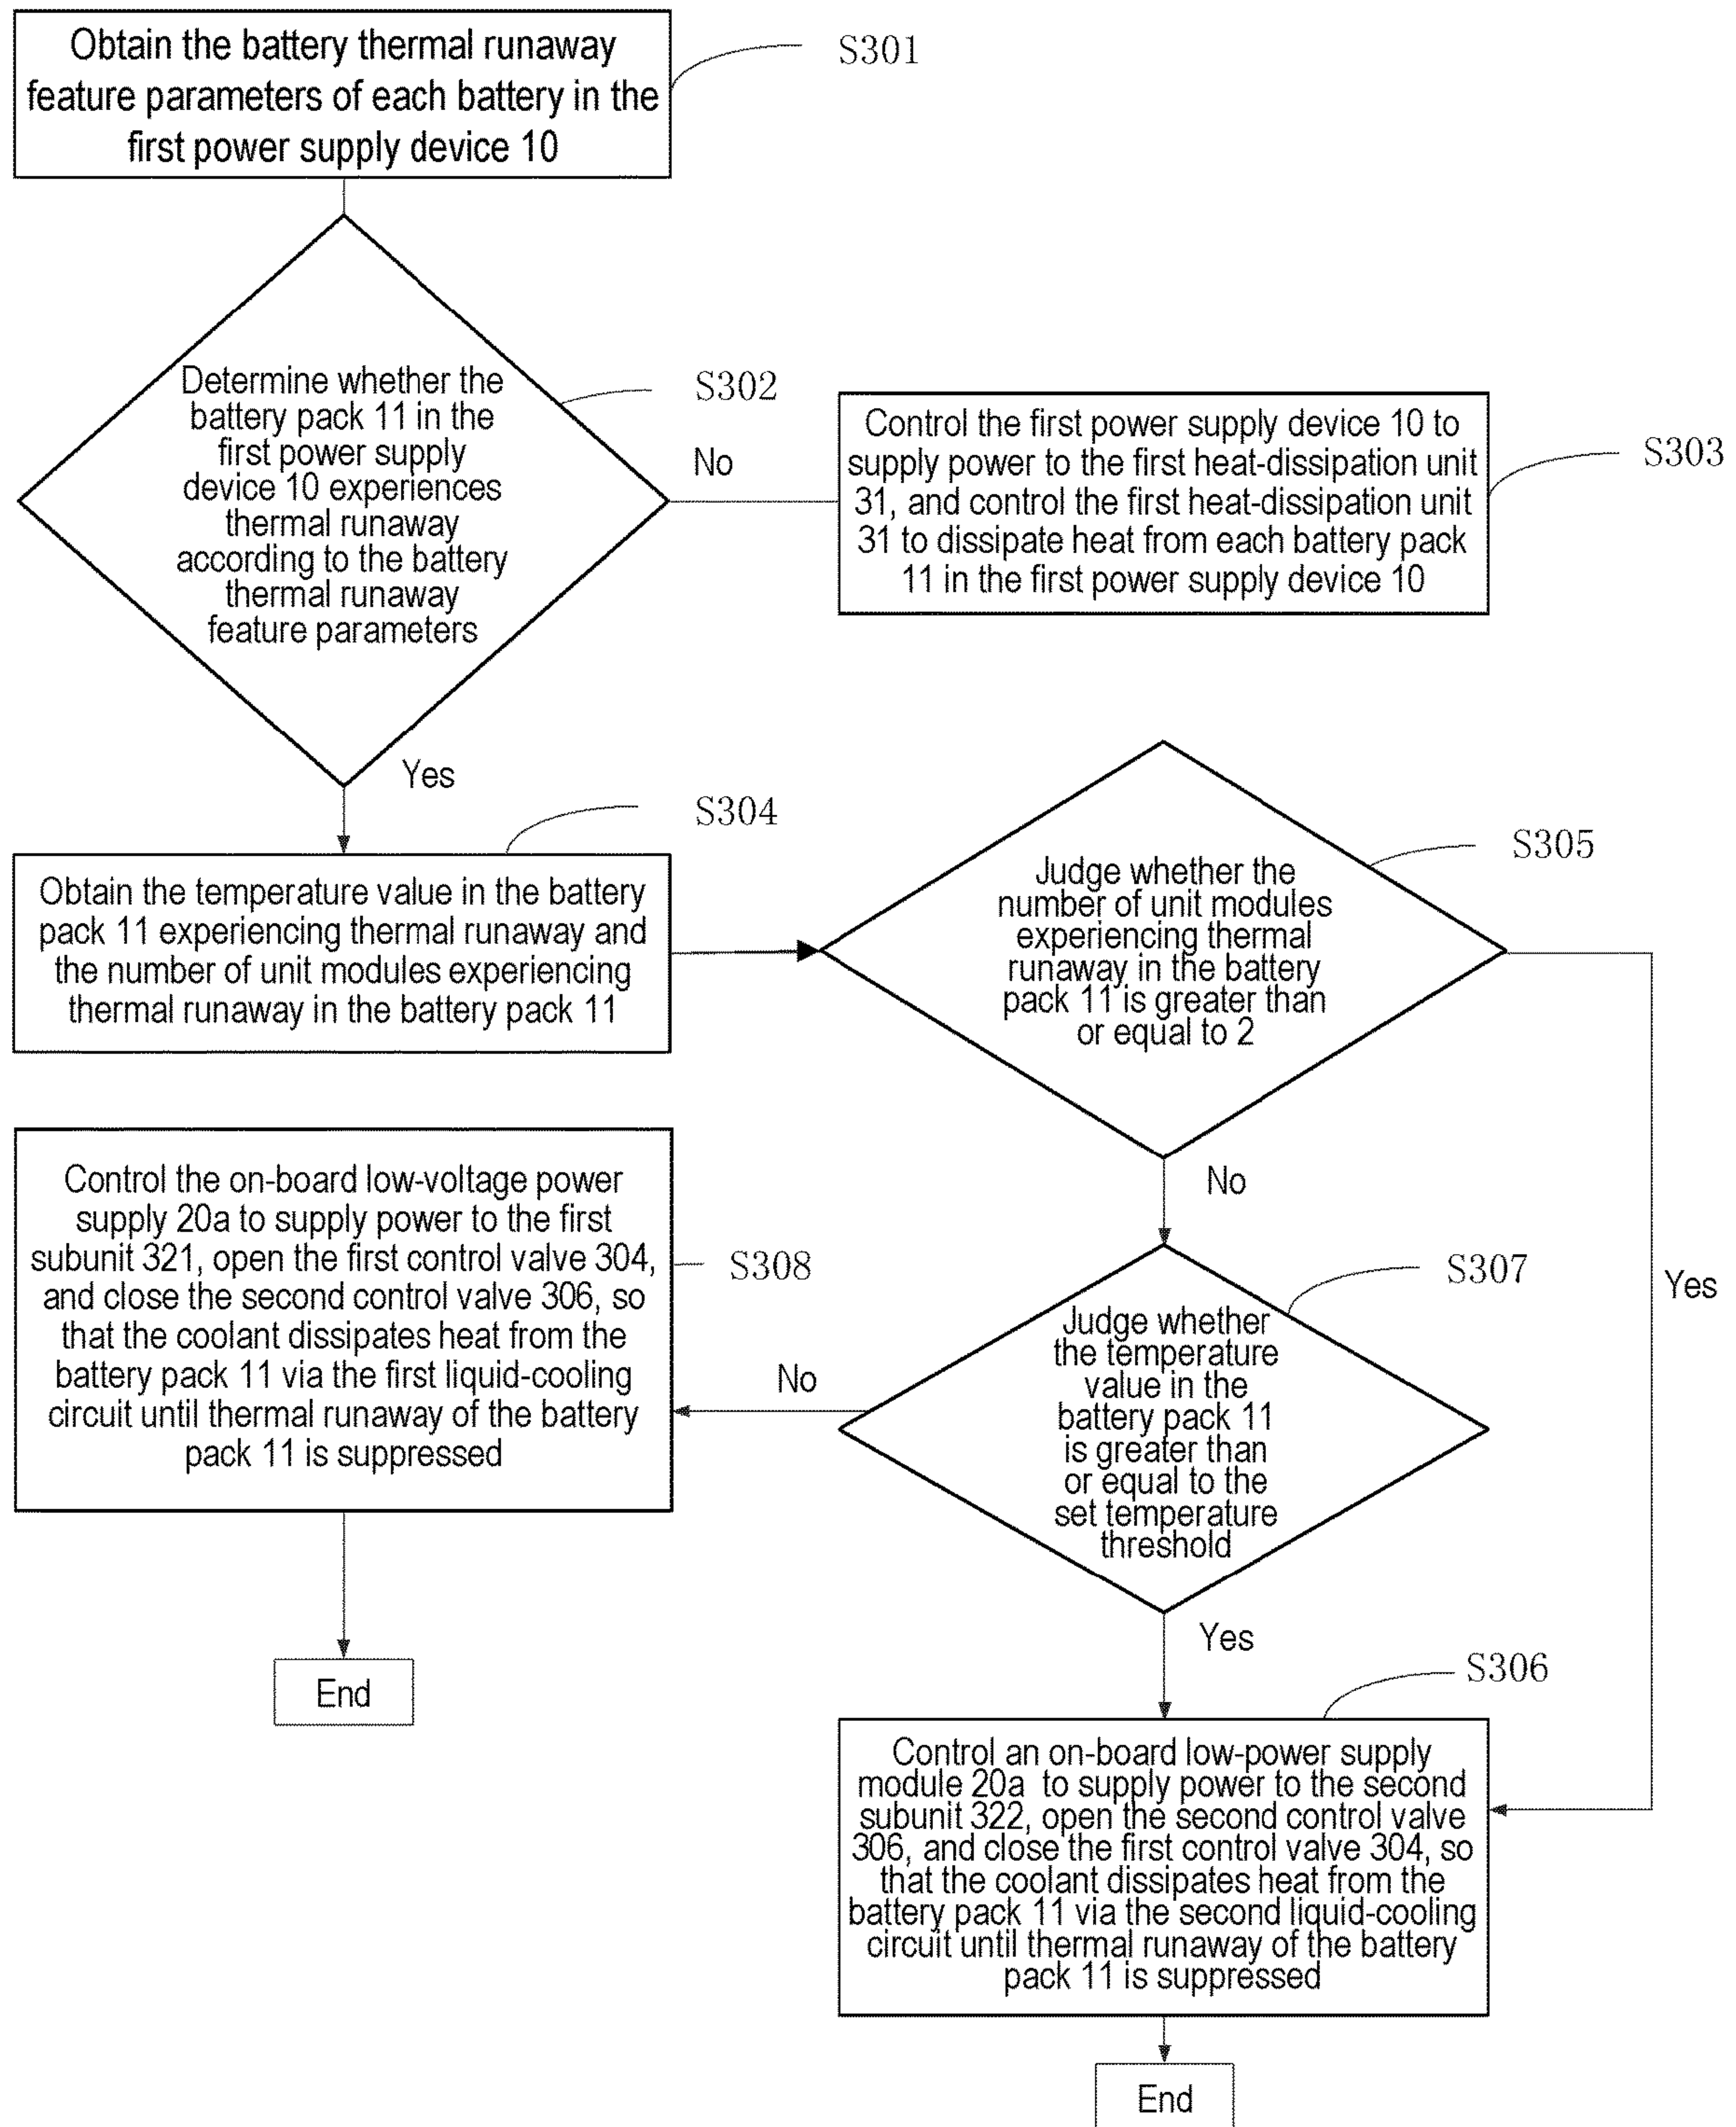 Obtain the battery thermal runaway
feature parameters of each battery in the
first power supply device 10
S301
Determine whether the
battery pack 11 in the
first power supply
device 10 experiences
thermal runaway
according to the battery
thermal runaway
feature parameters
S302
No
Control the first power supply device 10 to
supply power to the first heat-dissipation unit
31, and control the first heat-dissipation unit
31 to dissipate heat from each battery pack
11 in the first power supply device 10
S303
Yes
S304
Obtain the temperature value in the battery
pack 11 experiencing thermal runaway and
the number of unit modules experiencing
thermal runaway in the battery pack 11
Judge whether the
number of unit modules
experiencing thermal
runaway in the battery
pack 11 is greater than
or equal to 2
S305
No
Yes
Judge whether
the temperature
value in the
battery pack 11
is greater than
or equal to the
set temperature
threshold
S307
No
Control the on-board low-voltage power
supply 20a to supply power to the first
subunit 321, open the first control valve 304,
and close the second control valve 306, so
that the coolant dissipates heat from the
battery pack 11 via the first liquid-cooling
circuit until thermal runaway of the battery
pack 11 is suppressed
S308
End
Yes
S306
Control an on-board low-power supply
module 20a to supply power to the second
subunit 322, open the second control valve
306, and close the first control valve 304, so
that the coolant dissipates heat from the
battery pack 11 via the second liquid-cooling
circuit until thermal runaway of the battery
pack 11 is suppressed
End